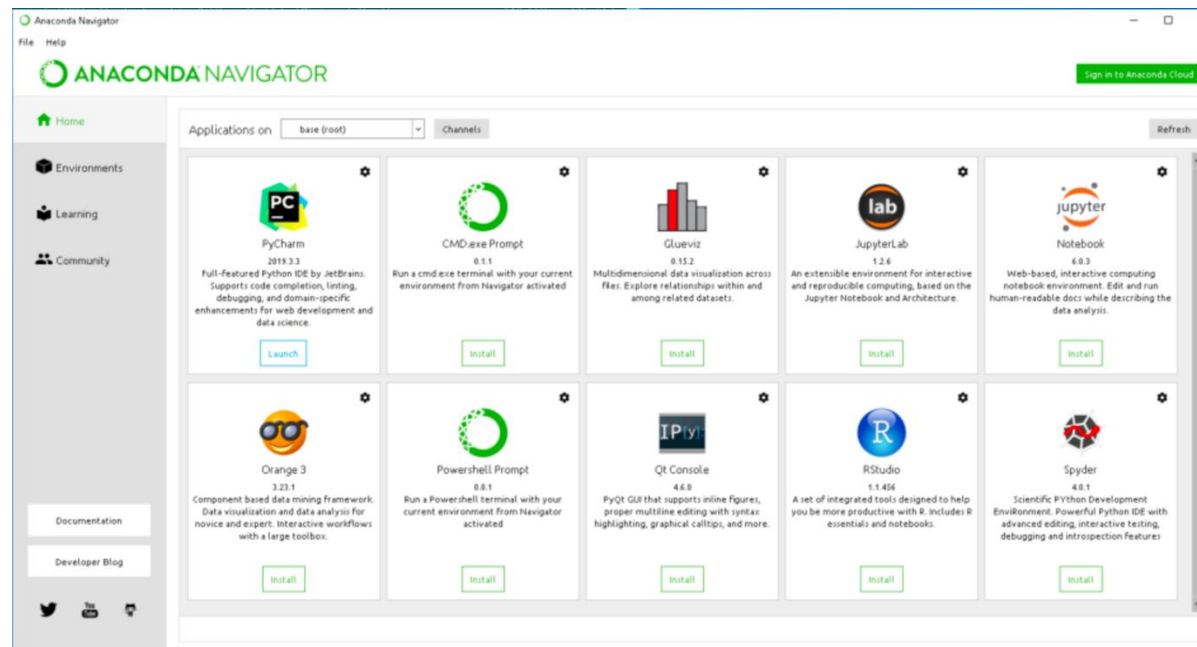 Anaconda Navigator
File Help
ANACONDA NAVIGATOR
Sign in to Anaconda Cloud
Home
Environments
Learning
Community
Documentation
Developer Blog
You
Tube
Applications on base (root) Channels Refresh
PC
PyCharm
2019.3.3
Full-featured Python IDE by JetBrains.
Supports code completion, linting,
debugging, and domain-specific
enhancements for web development and
data science.
Launch
CMD.exe Prompt
0.1.1
Run a cmd.exe terminal with your current
environment from Navigator activated
Install
Glueviz
0.15.2
Multidimensional data visualization across
files. Explore relationships within and
among related datasets.
Install
lab
JupyterLab
1.2.6
An extensible environment for interactive
and reproducible computing, based on the
Jupyter Notebook and Architecture.
Install
jupyter
Notebook
6.0.3
Web-based, interactive computing
notebook environment. Edit and run
human-readable docs while describing the
data analysis.
Install
Orange 3
3.23.1
Component based data mining framework.
Data visualization and data analysis for
novice and expert. Interactive workflows
with a large toolbox.
Install
Powershell Prompt
0.0.1
Run a Powershell terminal with your
current environment from Navigator
activated
Install
IP[y]:
Qt Console
4.6.0
PyQt GUI that supports inline figures,
proper multiline editing with syntax
highlighting, graphical calltips, and more.
Install
R
RStudio
1.1.456
A set of integrated tools designed to help
you be more productive with R. Includes R
essentials and notebooks.
Install
Spyder
4.0.1
Scientific PYthon Development
EnviRonment. Powerful Python IDE with
advanced editing, interactive testing,
debugging and introspection features
Install